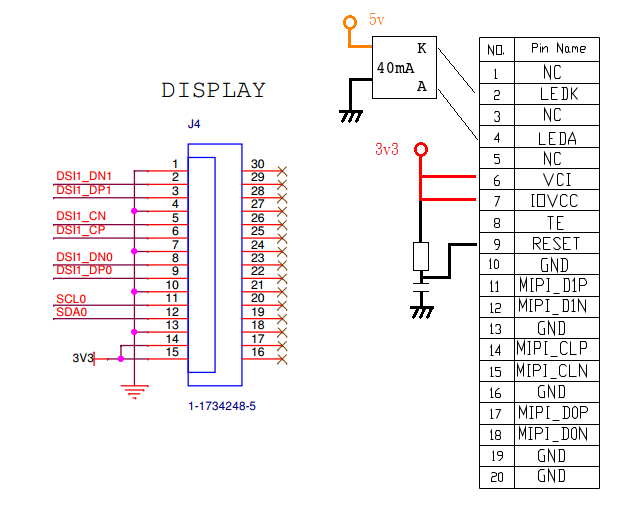 DISPLAY
J4
DSI1_DN1
DSI1_DP1
DSI1_CN
DSI1_CP
DSI1_DN0
DSI1_DP0
SCL0
SDA0
3V3
1 30
2 29
3 28
4 27
5 26
6 25
7 24
8 23
9 22
10 21
11 20
12 19
13 18
14 17
15 16
1-1734248-5
5v
K
40mA
A
3v3
NO. Pin Name
1 NC
2 LEDK
3 NC
4 LEDA
5 NC
6 VCI
7 IOVCC
8 TE
9 RESET
10 GND
11 MIPI_D1P
12 MIPI_D1N
13 GND
14 MIPI_CLP
15 MIPI_CLN
16 GND
17 MIPI_D0P
18 MIPI_D0N
19 GND
20 GND